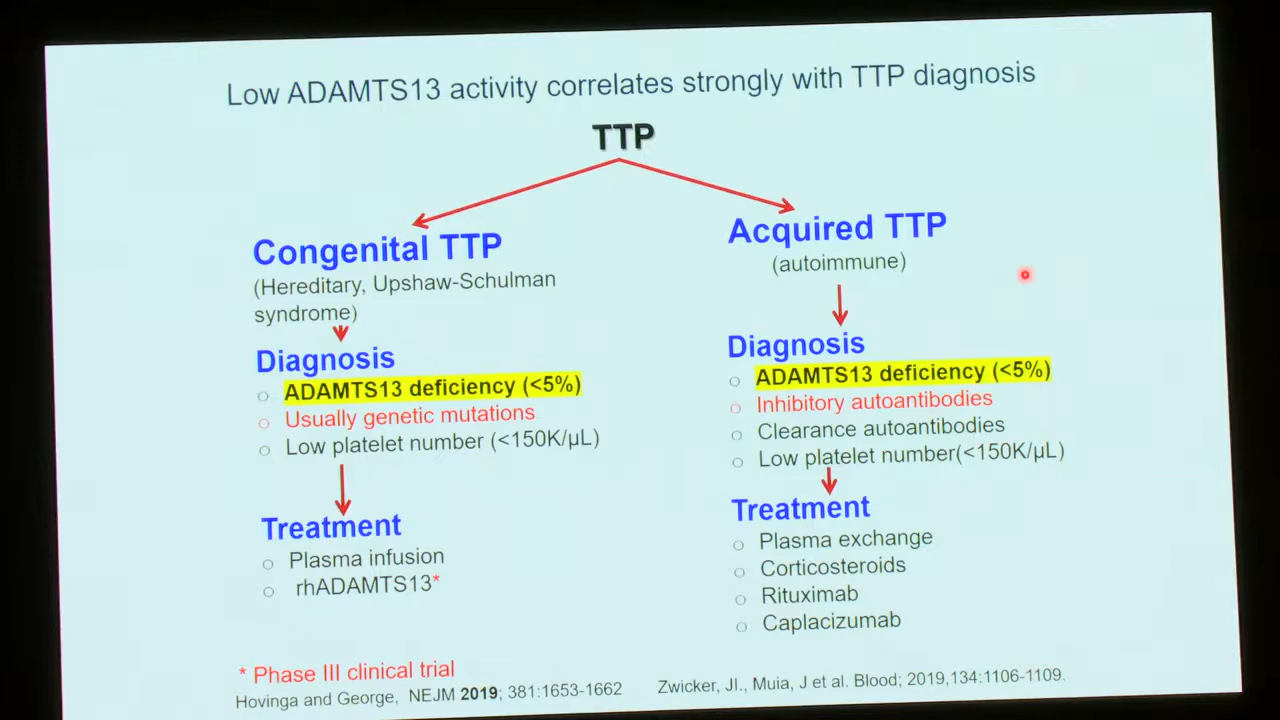 Low ADAMTS13 activity correlates strongly with TTP diagnosis
TTP
Congenital TTP
(Hereditary, Upshaw-Schulman
syndrome)
Diagnosis
ADAMTS13 deficiency (<5%)
Usually genetic mutations
Low platelet number (<150K/µL)
Treatment
Plasma infusion
rhADAMTS13*
Acquired TTP
(autoimmune)
Diagnosis
ADAMTS13 deficiency (<5%)
Inhibitory autoantibodies
Clearance autoantibodies
Low platelet number(<150K/µL)
Treatment
Plasma exchange
Corticosteroids
Rituximab
Caplacizumab
* Phase III clinical trial
Hovinga and George, NEJM 2019; 381:1653-1662
Zwicker, JI., Muia, J et al. Blood; 2019,134:1106-1109.